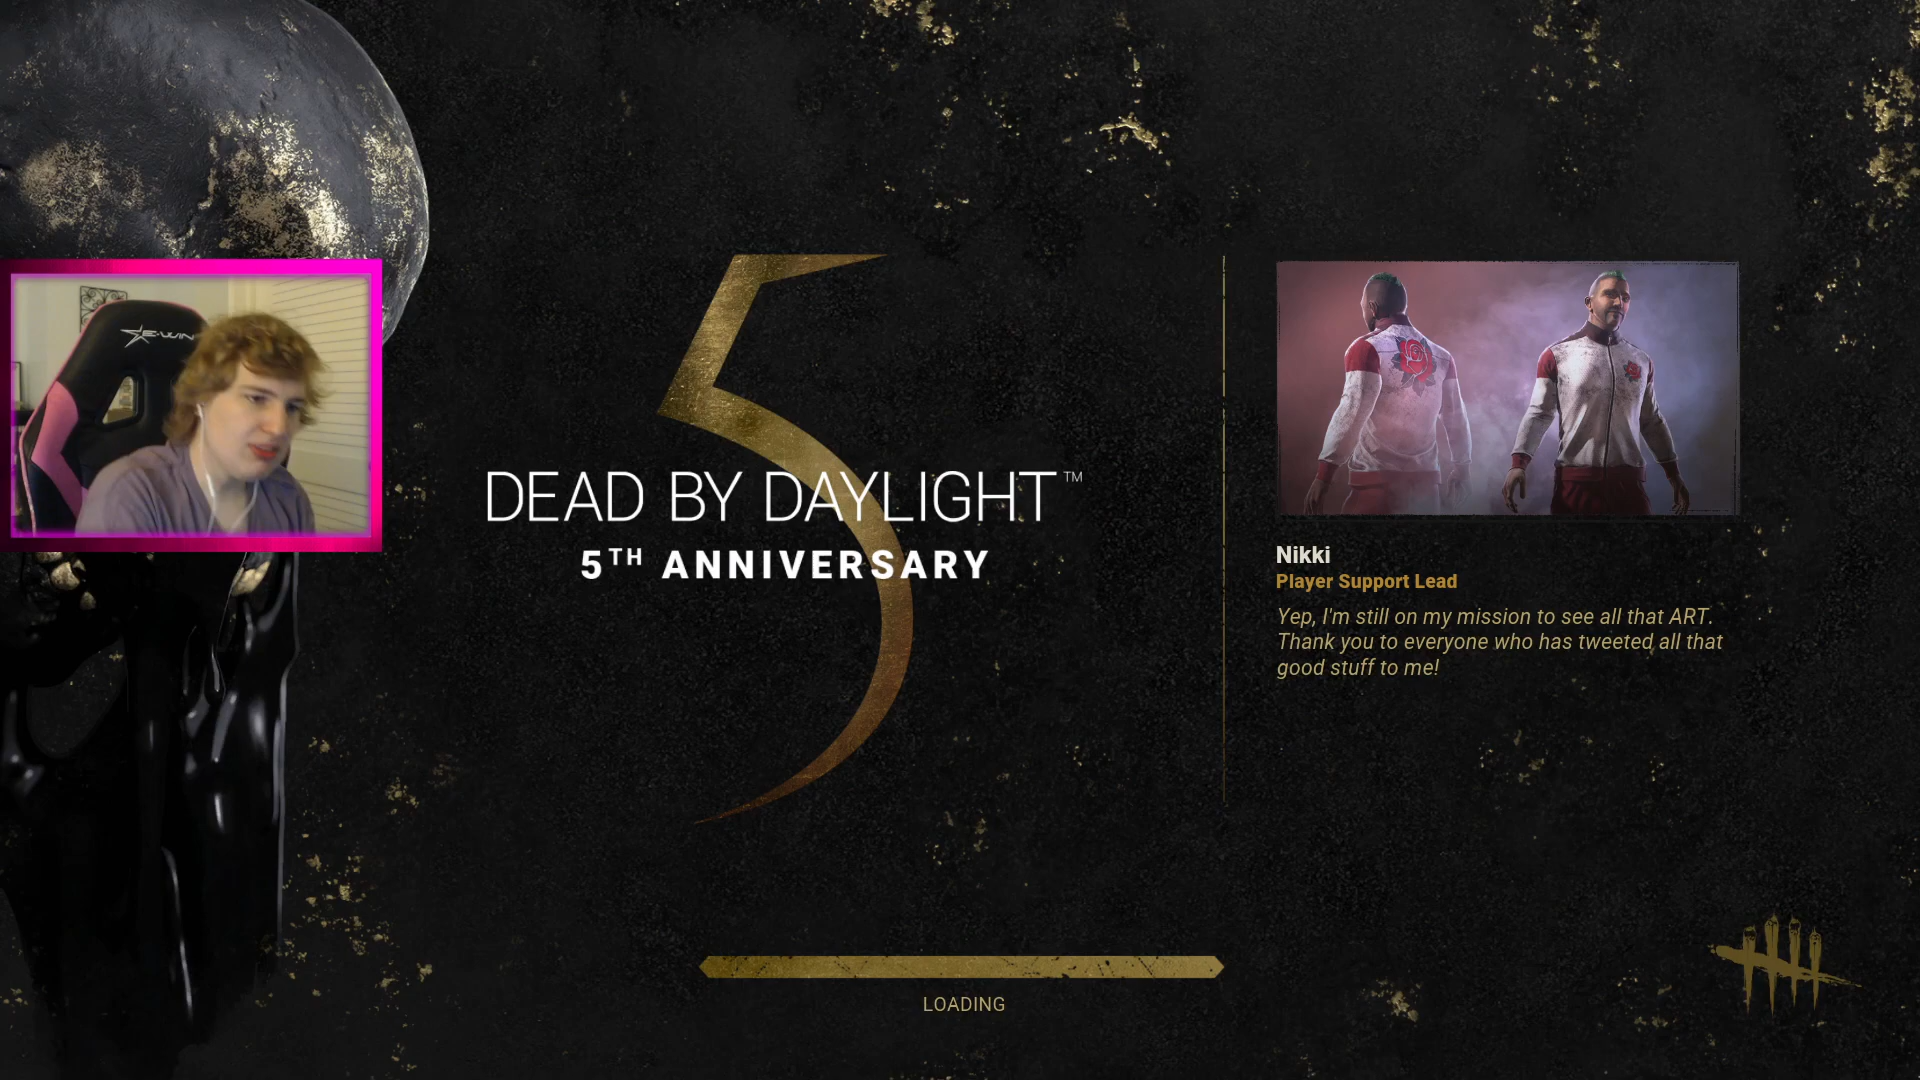 E-WIN
DEAD BY DAYLIGHT™
5TH ANNIVERSARY
Nikki
Player Support Lead
Yep, I'm still on my mission to see all that ART.
Thank you to everyone who has tweeted all that
good stuff to me!
LOADING